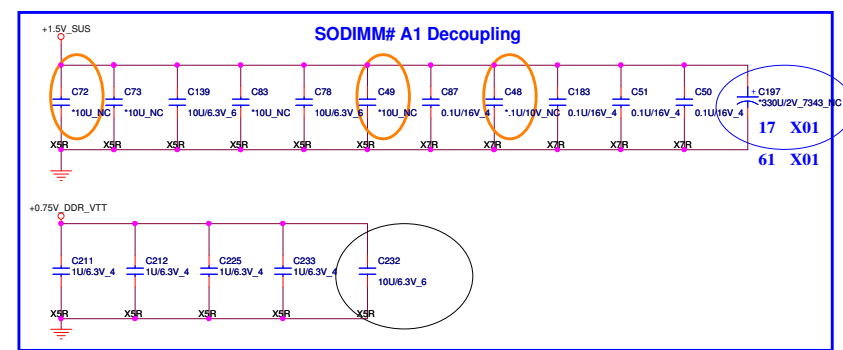 SODIMM# A1 Decoupling
+1.5V_SUS
C72
*10U_NC
X5R
C73
*10U_NC
X5R
C139
10U/6.3V_6
X5R
C83
*10U_NC
X5R
C78
10U/6.3V_6
X5R
C49
*10U_NC
X5R
C87
0.1U/16V_4
X7R
C48
*.1U/10V_NC
X7R
C183
0.1U/16V_4
X7R
C51
0.1U/16V_4
X7R
C50
0.1U/16V_4
X7R
+ C197
*330U/2V_7343_NC
17 X01
61 X01
+0.75V_DDR_VTT
C211
1U/6.3V_4
X5R
C212
1U/6.3V_4
X5R
C225
1U/6.3V_4
X5R
C233
1U/6.3V_4
X5R
C232
10U/6.3V_6
X5R